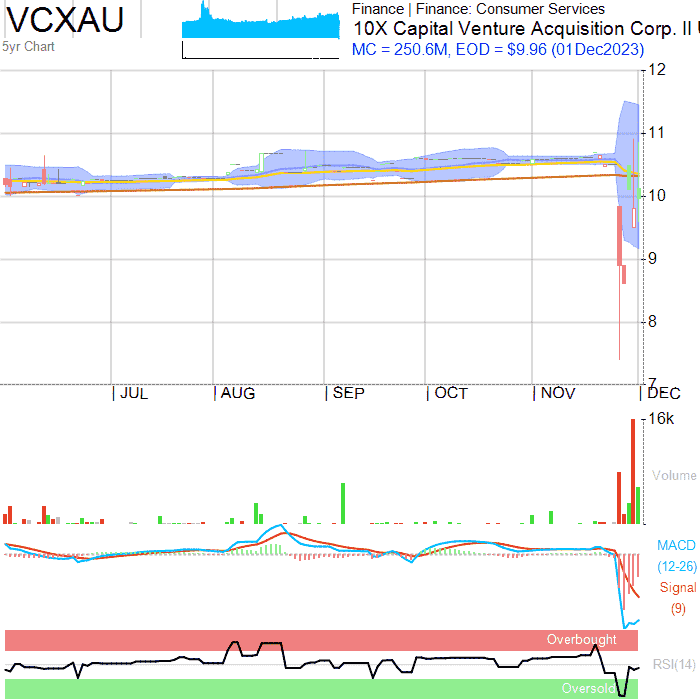 VCXAU
5yr Chart
Finance | Finance: Consumer Services
10X Capital Venture Acquisition Corp. II
MC = 250.6M, EOD = $9.96 (01Dec2023)
12
11
10
9
8
7
JUL AUG SEP OCT NOV DEC
16k
Volume
MACD
(12-26)
Signal
(9)
Overbought
RSI(14)
Oversold